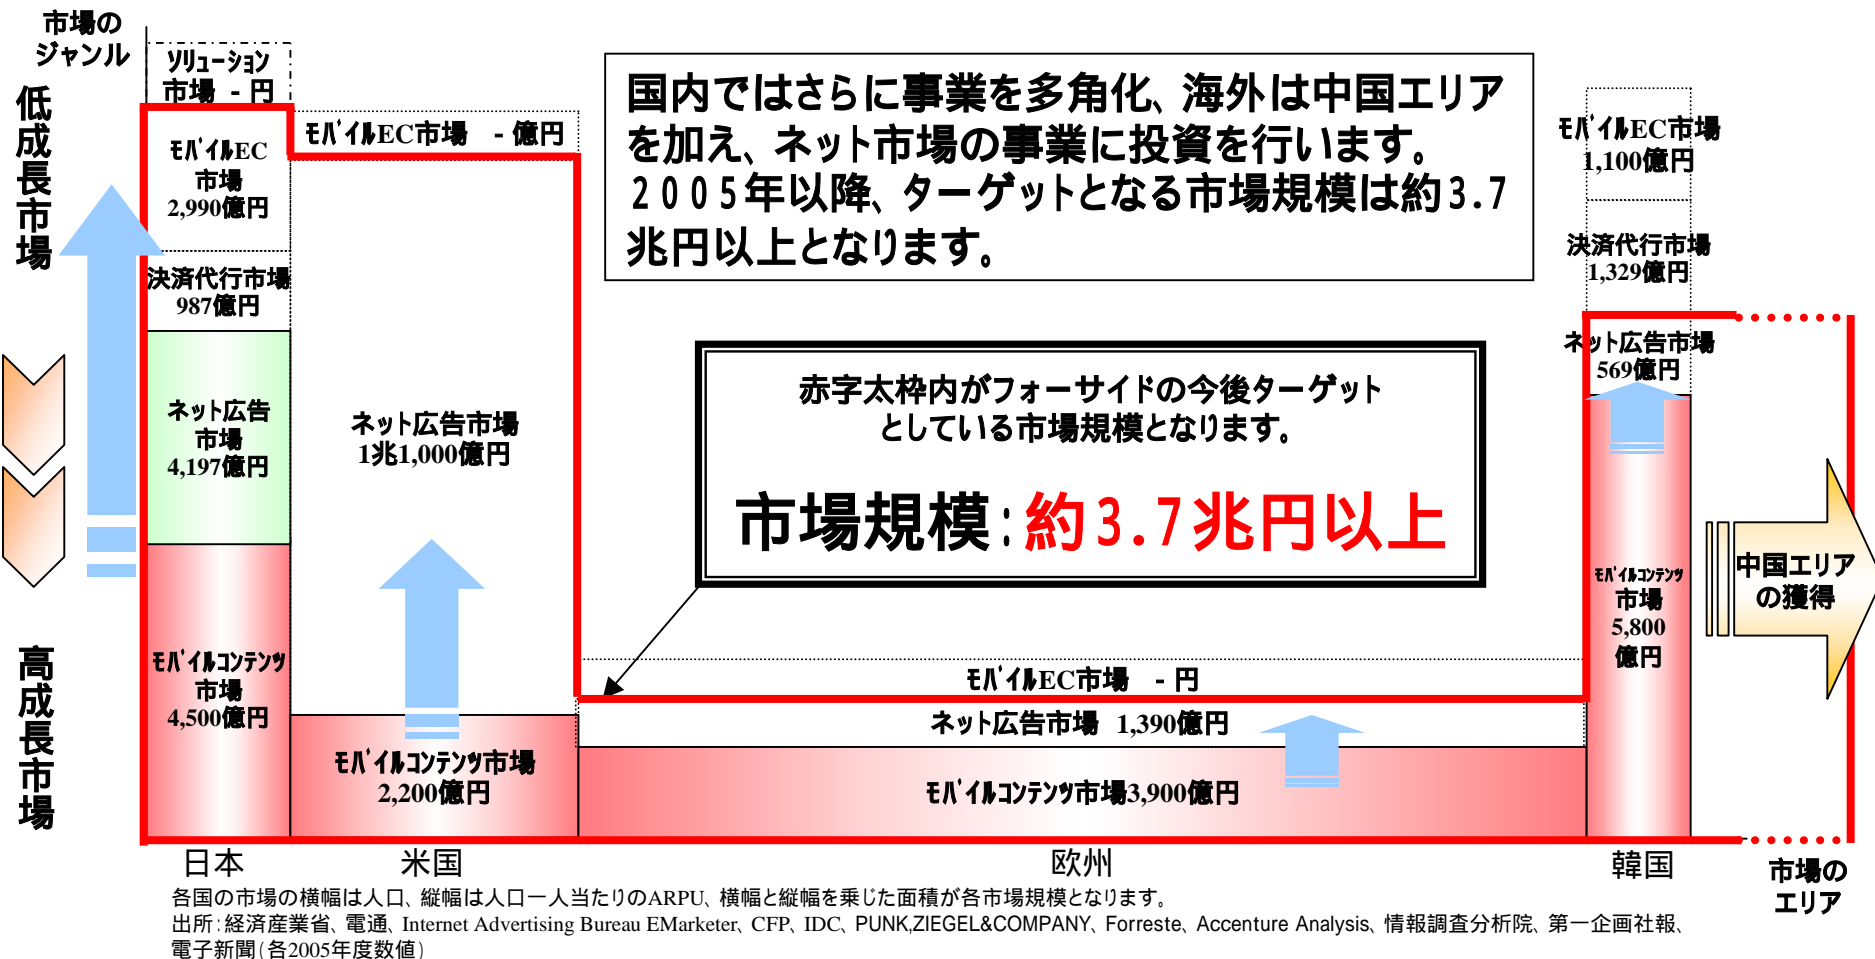 市場の
ジャンル
低成長市場
高成長市場
ソリューション
市場 - 円
モバイルEC
市場
2,990億円
決済代行市場
987億円
ネット広告
市場
4,197億円
モバイルコンテンツ
市場
4,500億円
モバイルEC市場 - 億円
ネット広告市場
1兆1,000億円
モバイルコンテンツ市場
2,200億円
国内ではさらに事業を多角化、海外は中国エリア
を加え、ネット市場の事業に投資を行います。
２００５年以降、ターゲットとなる市場規模は約３.７
兆円以上となります。
赤字太枠内がフォーサイドの今後ターゲット
としている市場規模となります。
市場規模：約３.７兆円以上
モバイルEC市場 - 円
ネット広告市場 1,390億円
モバイルコンテンツ市場3,900億円
モバイルEC市場
1,100億円
決済代行市場
1,329億円
ネット広告市場
569億円
モバイルコンテンツ
市場
5,800
億円
中国エリア
の獲得
日本
米国
欧州
韓国
市場の
エリア
各国の市場の横幅は人口、縦幅は人口一人当たりのARPU、横幅と縦幅を乗じた面積が各市場規模となります。
出所：経済産業省、電通、Internet Advertising Bureau EMarketer、CFP、IDC、PUNK,ZIEGEL&COMPANY、Forreste、Accenture Analysis、情報調査分析院、第一企画社報、
電子新聞（各2005年度数値）